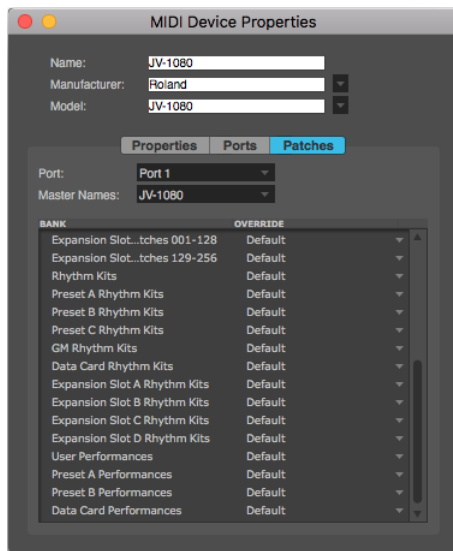 MIDI Device Properties
Name: JV-1080
Manufacturer: Roland
Model: JV-1080
Properties Ports Patches
Port: Port 1
Master Names: JV-1080
BANK OVERRIDE
Expansion Slot...tches 001-128 Default
Expansion Slot...tches 129-256 Default
Rhythm Kits Default
Preset A Rhythm Kits Default
Preset B Rhythm Kits Default
Preset C Rhythm Kits Default
GM Rhythm Kits Default
Data Card Rhythm Kits Default
Expansion Slot A Rhythm Kits Default
Expansion Slot B Rhythm Kits Default
Expansion Slot C Rhythm Kits Default
Expansion Slot D Rhythm Kits Default
User Performances Default
Preset A Performances Default
Preset B Performances Default
Data Card Performances Default